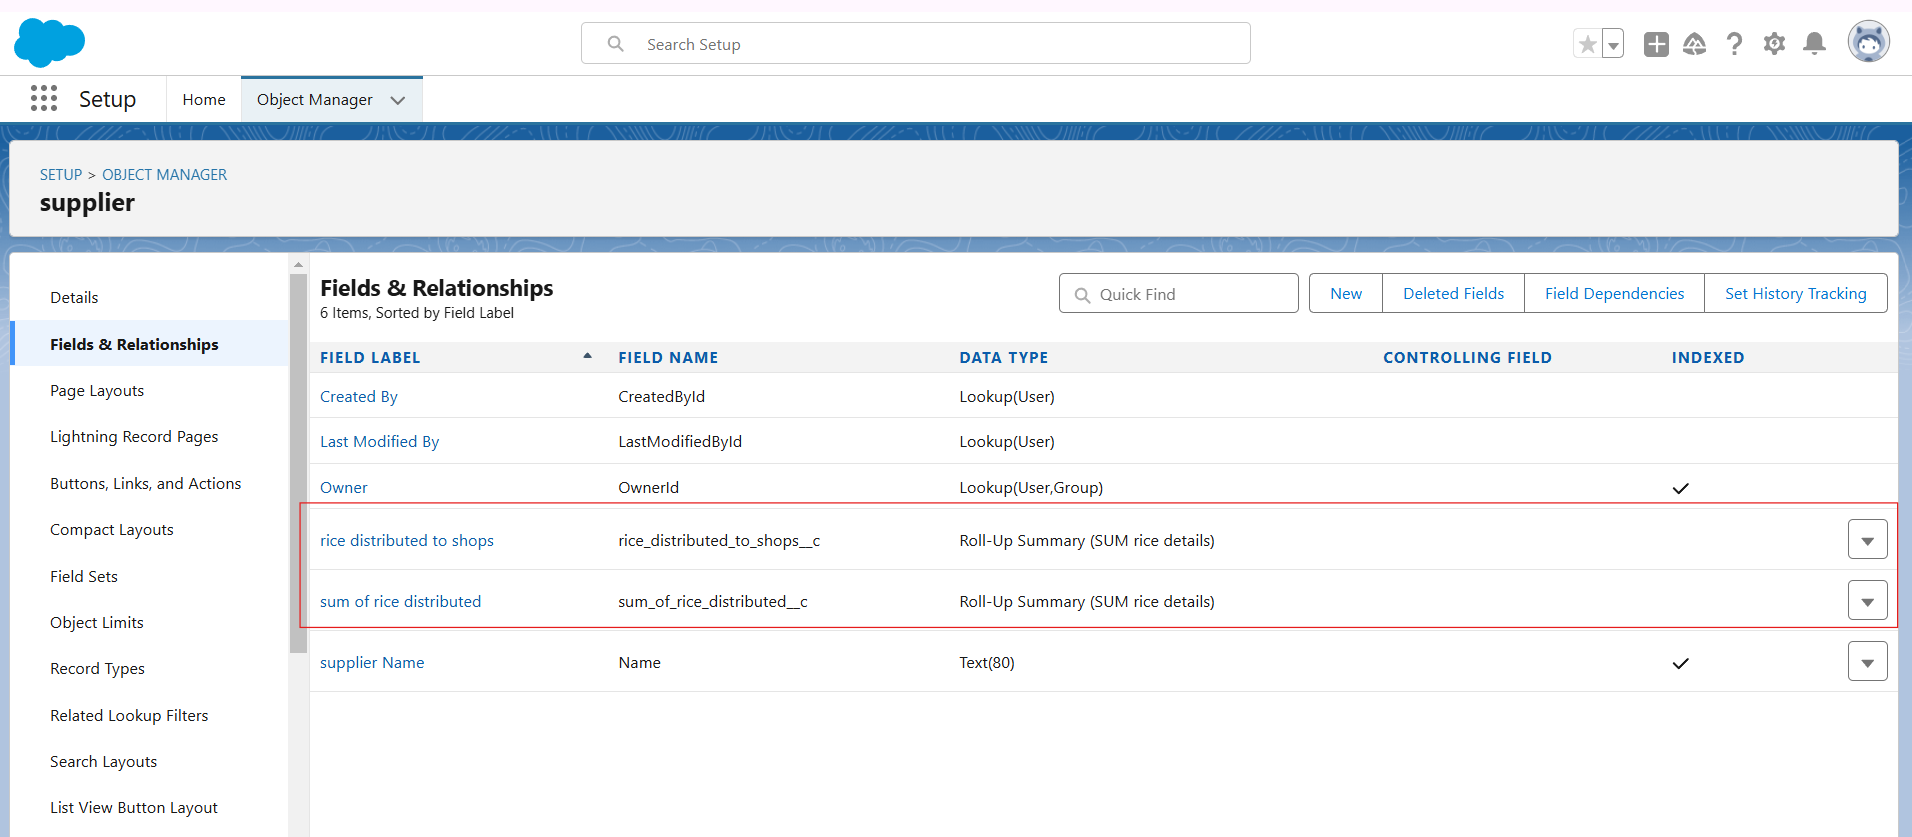 Search Setup
Setup
Home
Object Manager
SETUP > OBJECT MANAGER
supplier
Details
Fields & Relationships
Page Layouts
Lightning Record Pages
Buttons, Links, and Actions
Compact Layouts
Field Sets
Object Limits
Record Types
Related Lookup Filters
Search Layouts
List View Button Layout
Fields & Relationships
6 Items, Sorted by Field Label
Quick Find
New
Deleted Fields
Field Dependencies
Set History Tracking
FIELD LABEL FIELD NAME DATA TYPE CONTROLLING FIELD INDEXED
Created By CreatedById Lookup(User)
Last Modified By LastModifiedById Lookup(User)
Owner OwnerId Lookup(User,Group)
rice distributed to shops rice_distributed_to_shops__c Roll-Up Summary (SUM rice details)
sum of rice distributed sum_of_rice_distributed__c Roll-Up Summary (SUM rice details)
supplier Name Name Text(80)